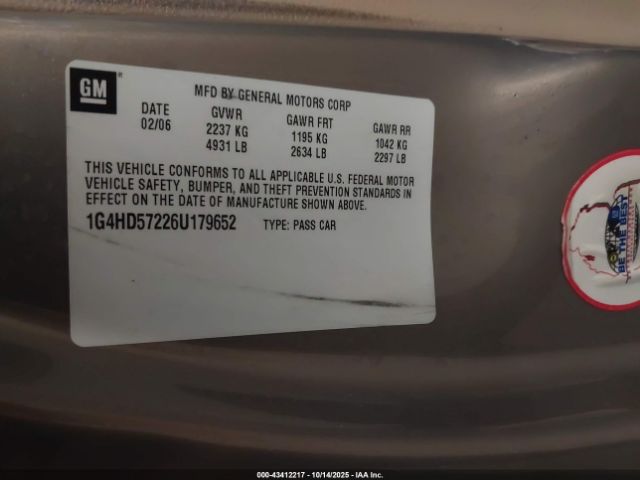 GM
MFD BY GENERAL MOTORS CORP
DATE GVWR GAWR FRT GAWR RR
02/06 2237 KG 1195 KG 1042 KG
4931 LB 2634 LB 2297 LB
THIS VEHICLE CONFORMS TO ALL APPLICABLE U.S. FEDERAL MOTOR
VEHICLE SAFETY, BUMPER, AND THEFT PREVENTION STANDARDS IN
EFFECT ON THE DATE OF MANUFACTURE SHOWN ABOVE.
1G4HD57226U179652 TYPE: PASS CAR
BE THE BEST
000-43412217 - 10/14/2025 - IAA Inc.